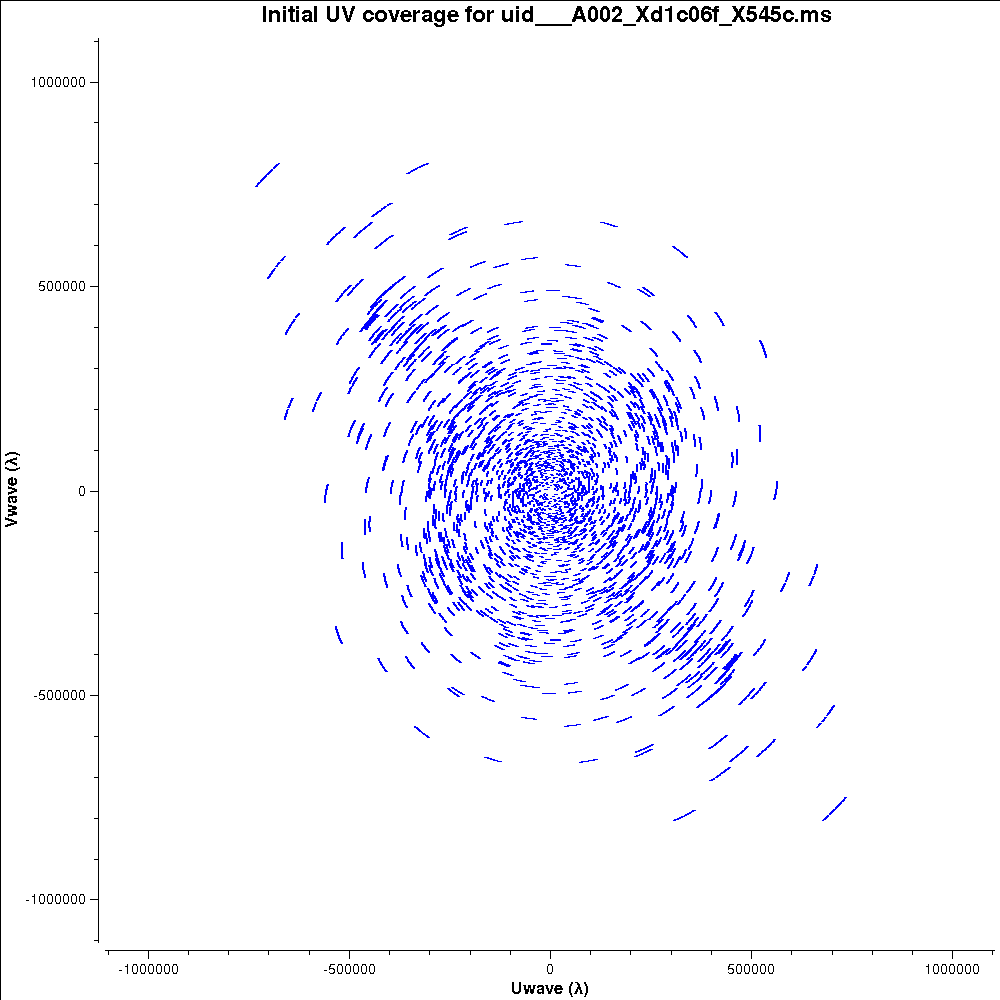 Initial UV coverage for uid___A002_Xd1c06f_X545c.ms
1000000
500000
0
-500000
-1000000
Vwave (λ)
-1000000 -500000 0 500000 1000000
Uwave (λ)